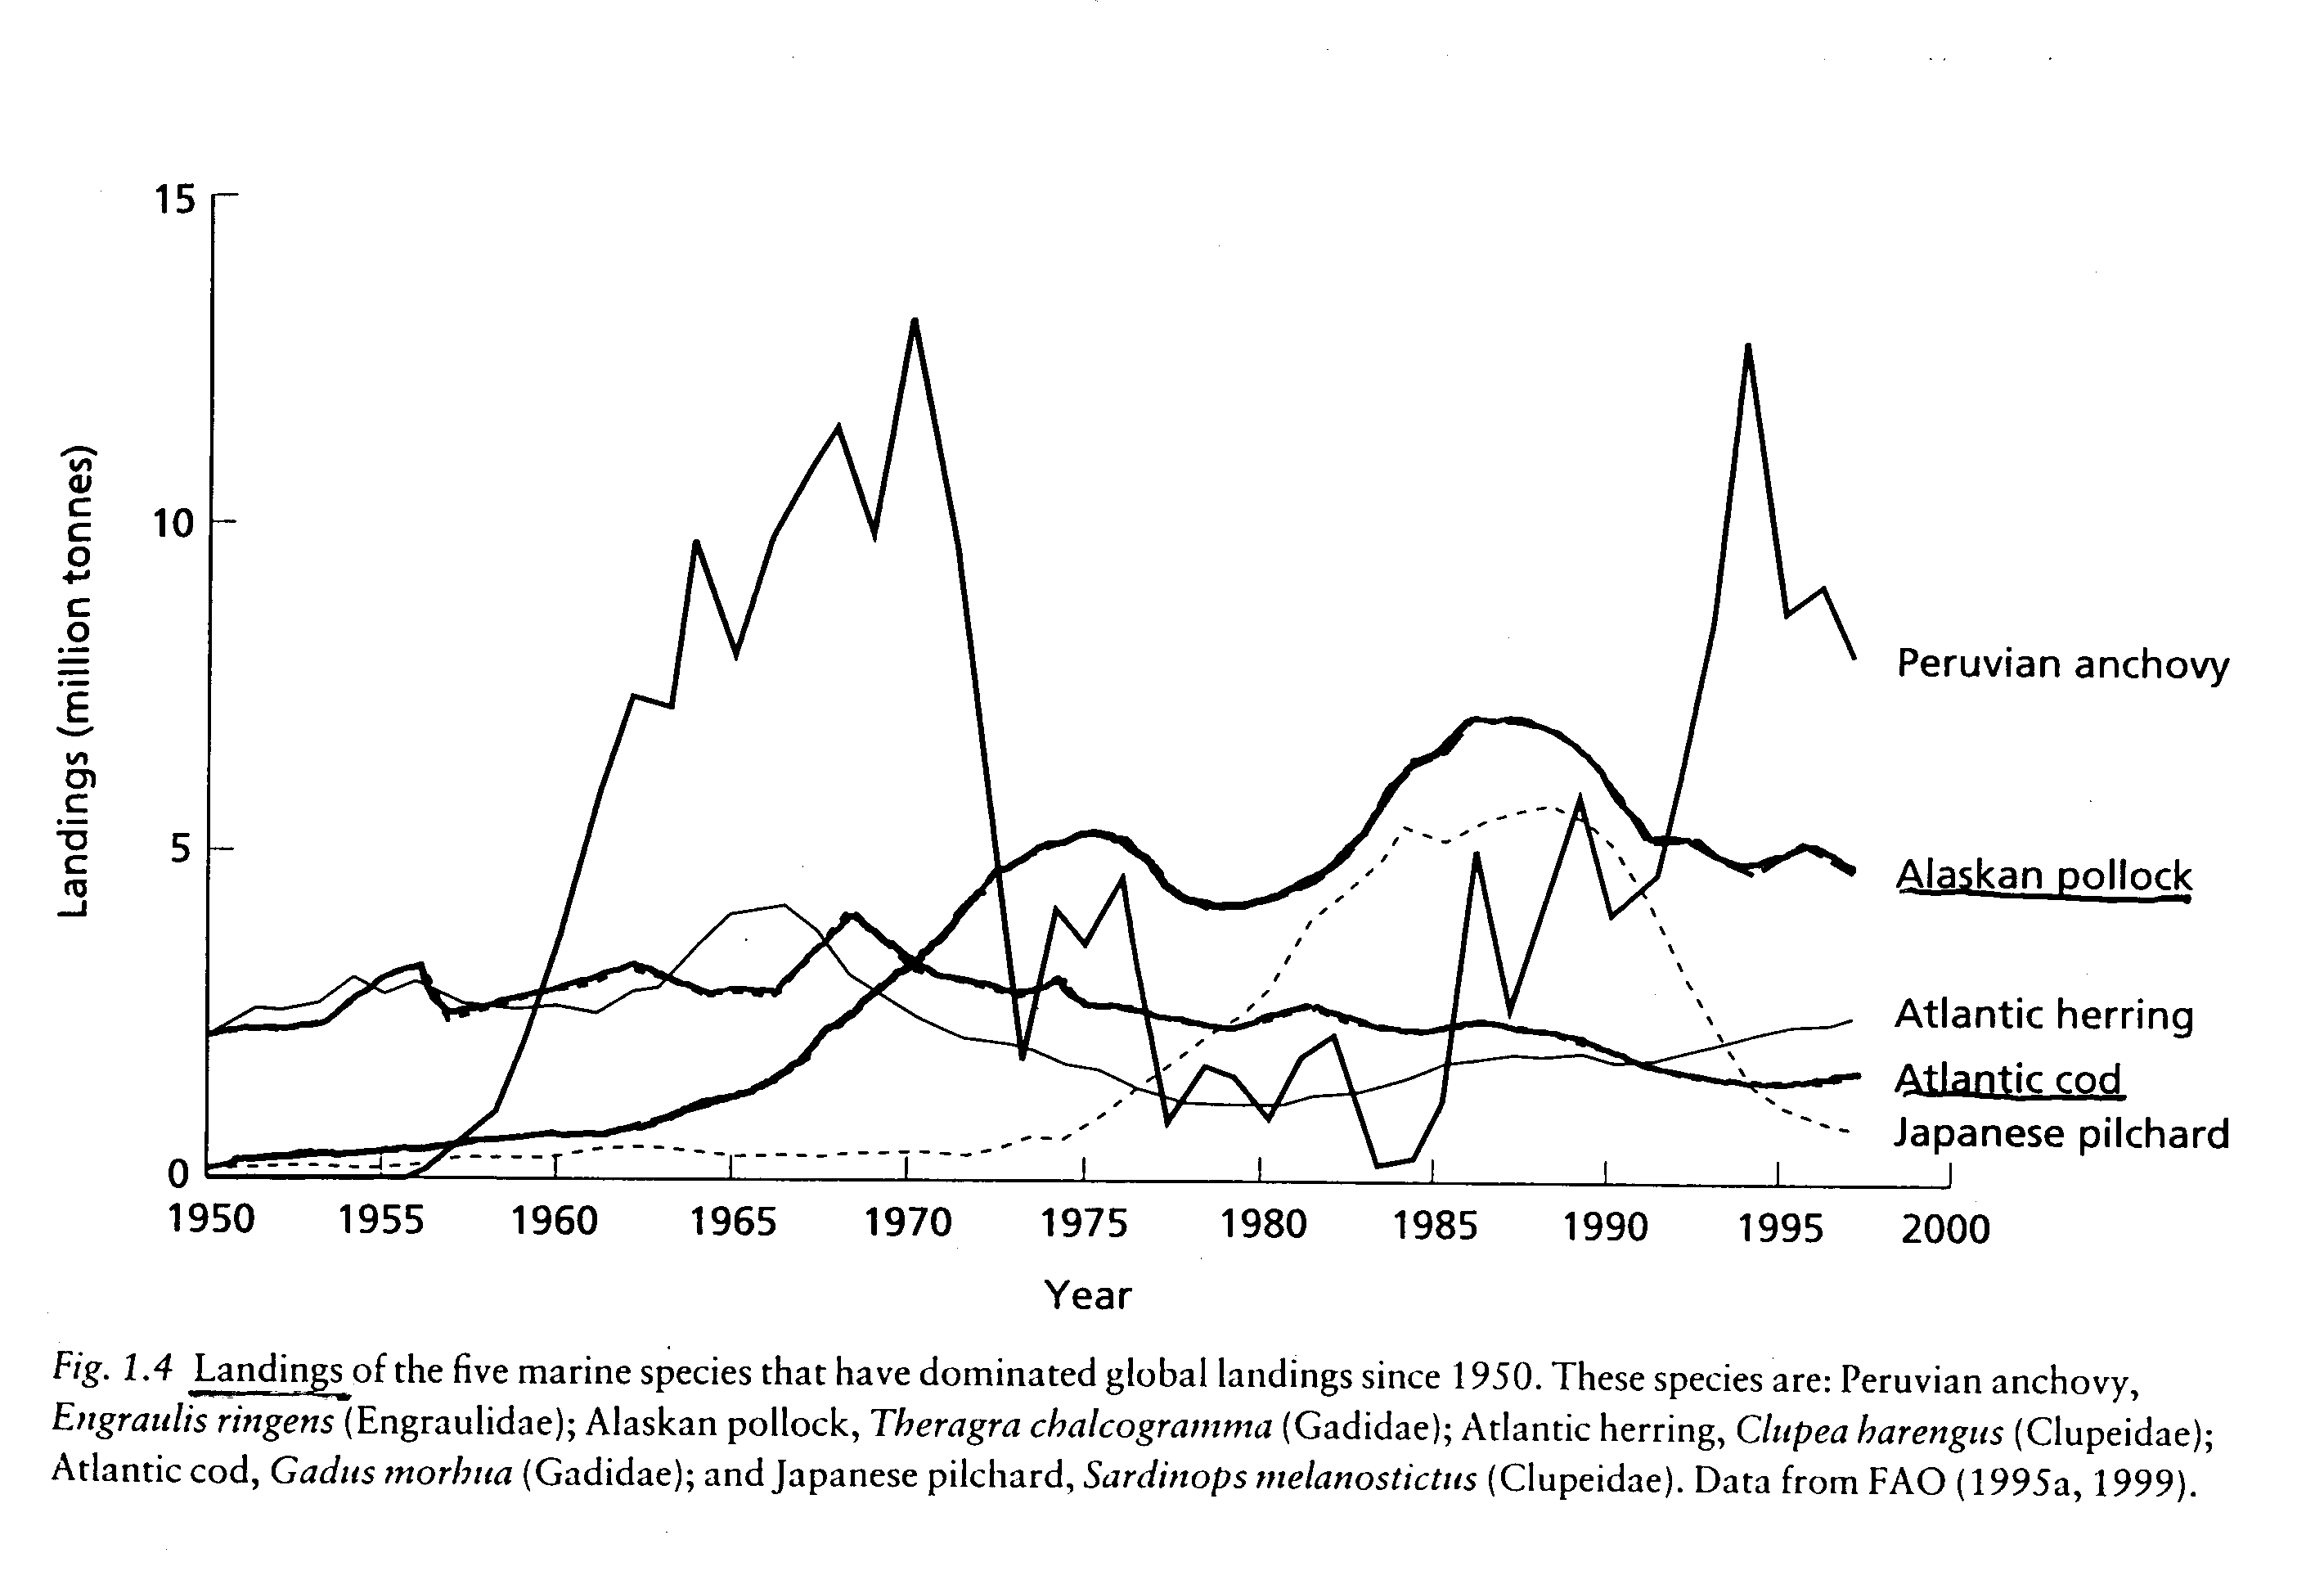 15
10
5
0
Landings (million tonnes)
Peruvian anchovy
Alaskan pollock
Atlantic herring
Atlantic cod
Japanese pilchard
1950 1955 1960 1965 1970 1975 1980 1985 1990 1995 2000
Year
Fig. 1.4 Landings of the five marine species that have dominated global landings since 1950. These species are: Peruvian anchovy,
Engraulis ringens (Engraulidae); Alaskan pollock, Theragra chalcogramma (Gadidae); Atlantic herring, Clupea harengus (Clupeidae);
Atlantic cod, Gadus morhua (Gadidae); and Japanese pilchard, Sardinops melanostictus (Clupeidae). Data from FAO (1995a, 1999).